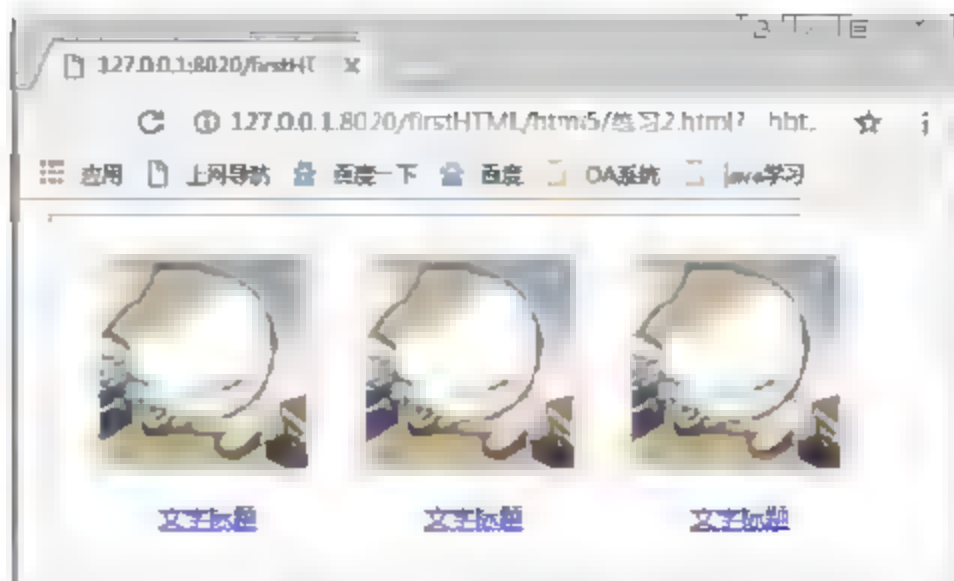 127.0.0.1:8020/firstHT
127.0.0.1:8020/firstHTML/html5/练习2.html?__hbt.
应用 上网导航 百度一下 百度 OA系统 java学习
文字标题 文字标题 文字标题